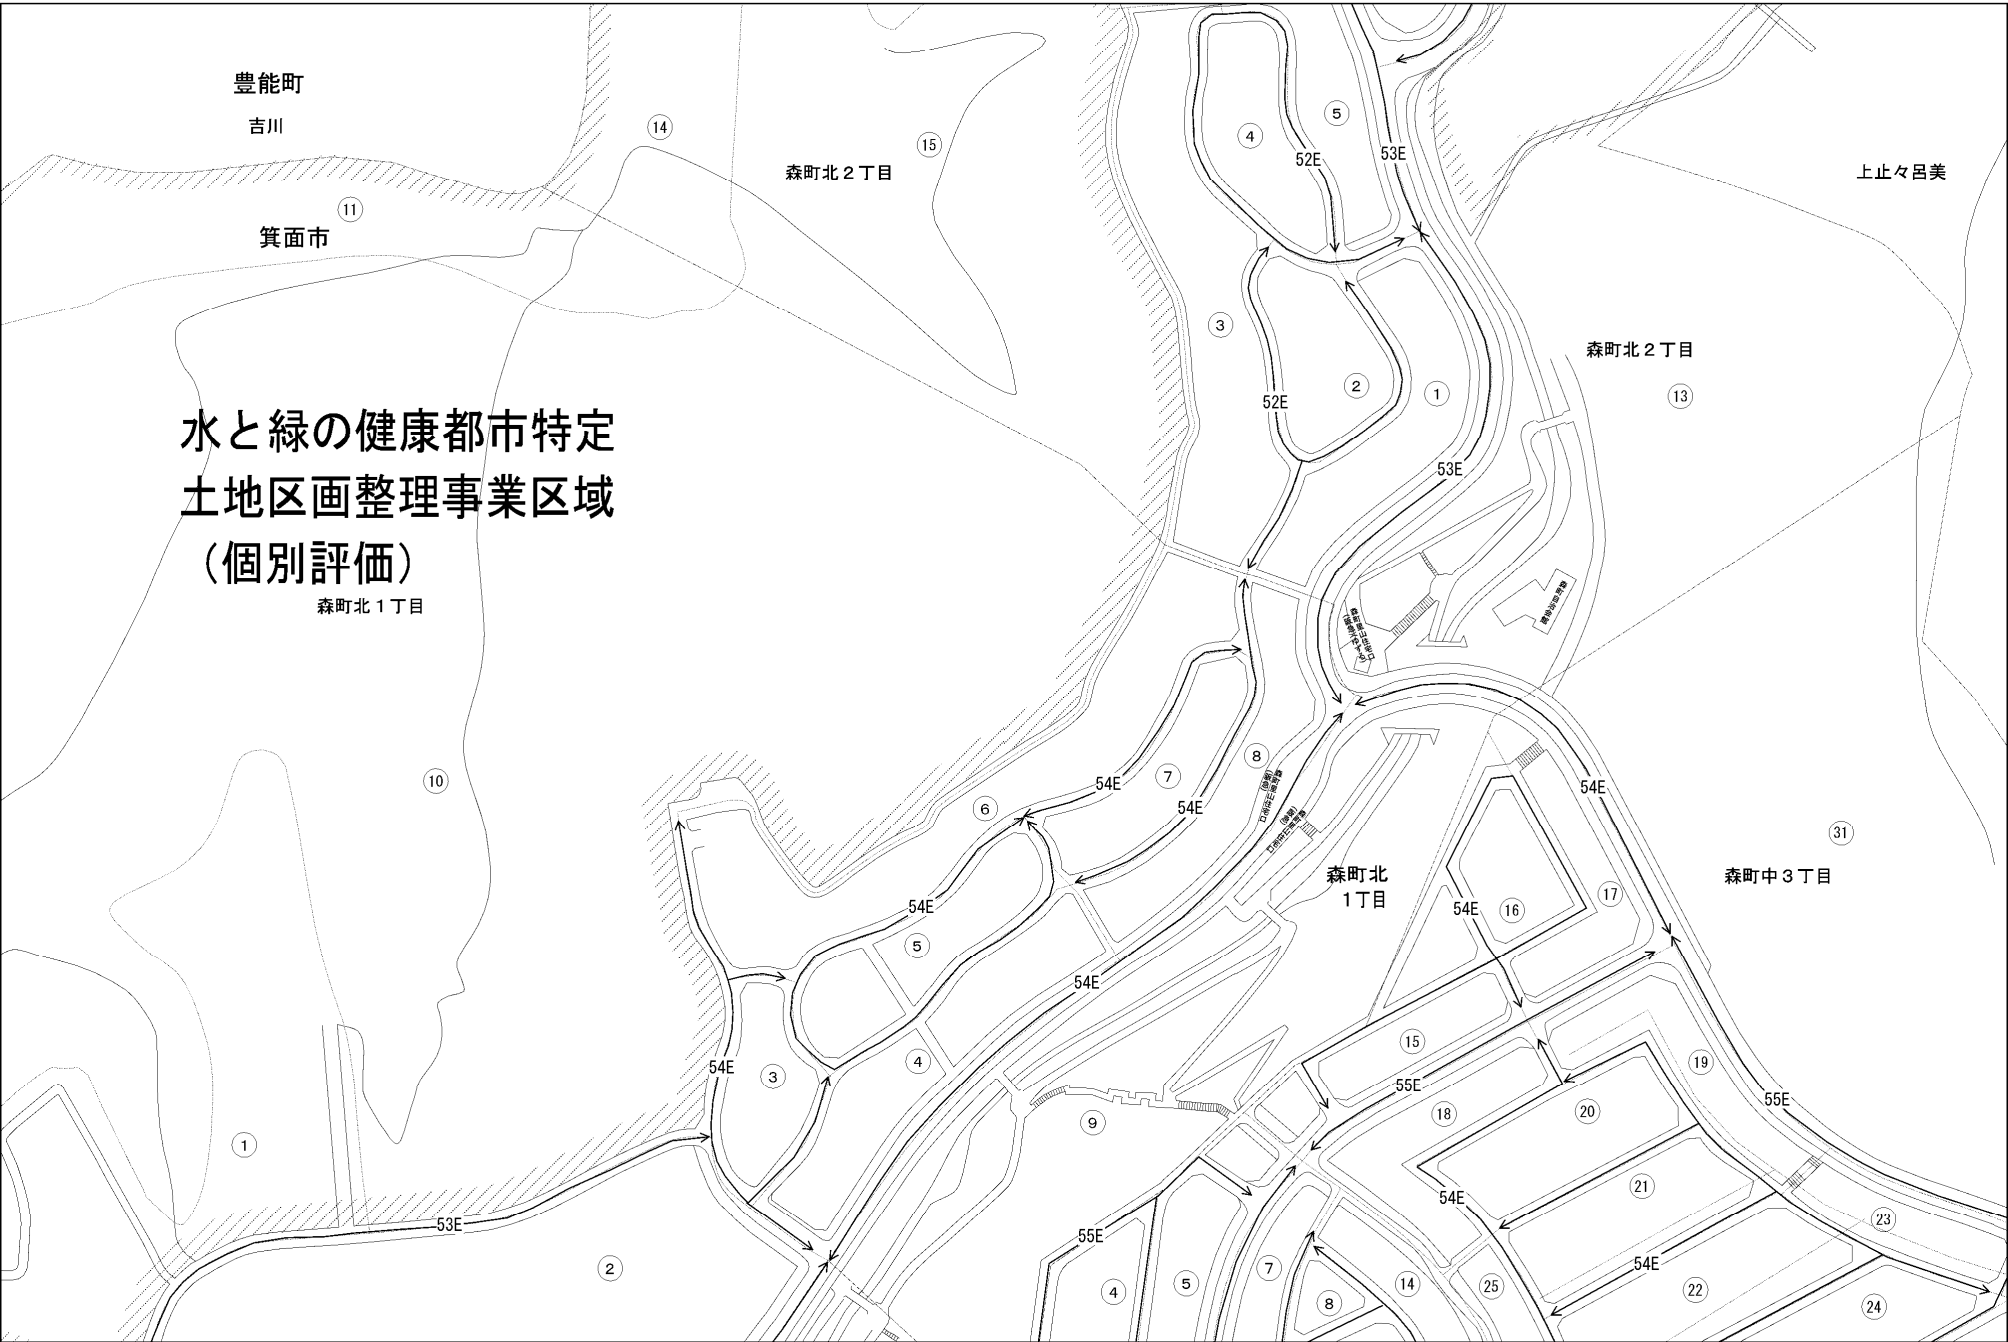 豊能町
吉川
⑭
⑮
森町北2丁目
⑪
箕面市
④
⑤
52E
53E
上止々呂美
③
②
①
52E
53E
森町北2丁目
⑬
水と緑の健康都市特定
土地区画整理事業区域
(個別評価)
森町北1丁目
⑩
⑥
⑦
⑧
54E
54E
54E
54E
森町北
1丁目
㉛
森町中3丁目
⑯
⑰
54E
54E
⑤
④
③
54E
⑨
①
53E
②
⑮
55E
⑱
⑲
55E
⑳
㉑
54E
54E
㉓
55E
④
⑤
⑦
⑧
⑭
㉕
㉒
㉔